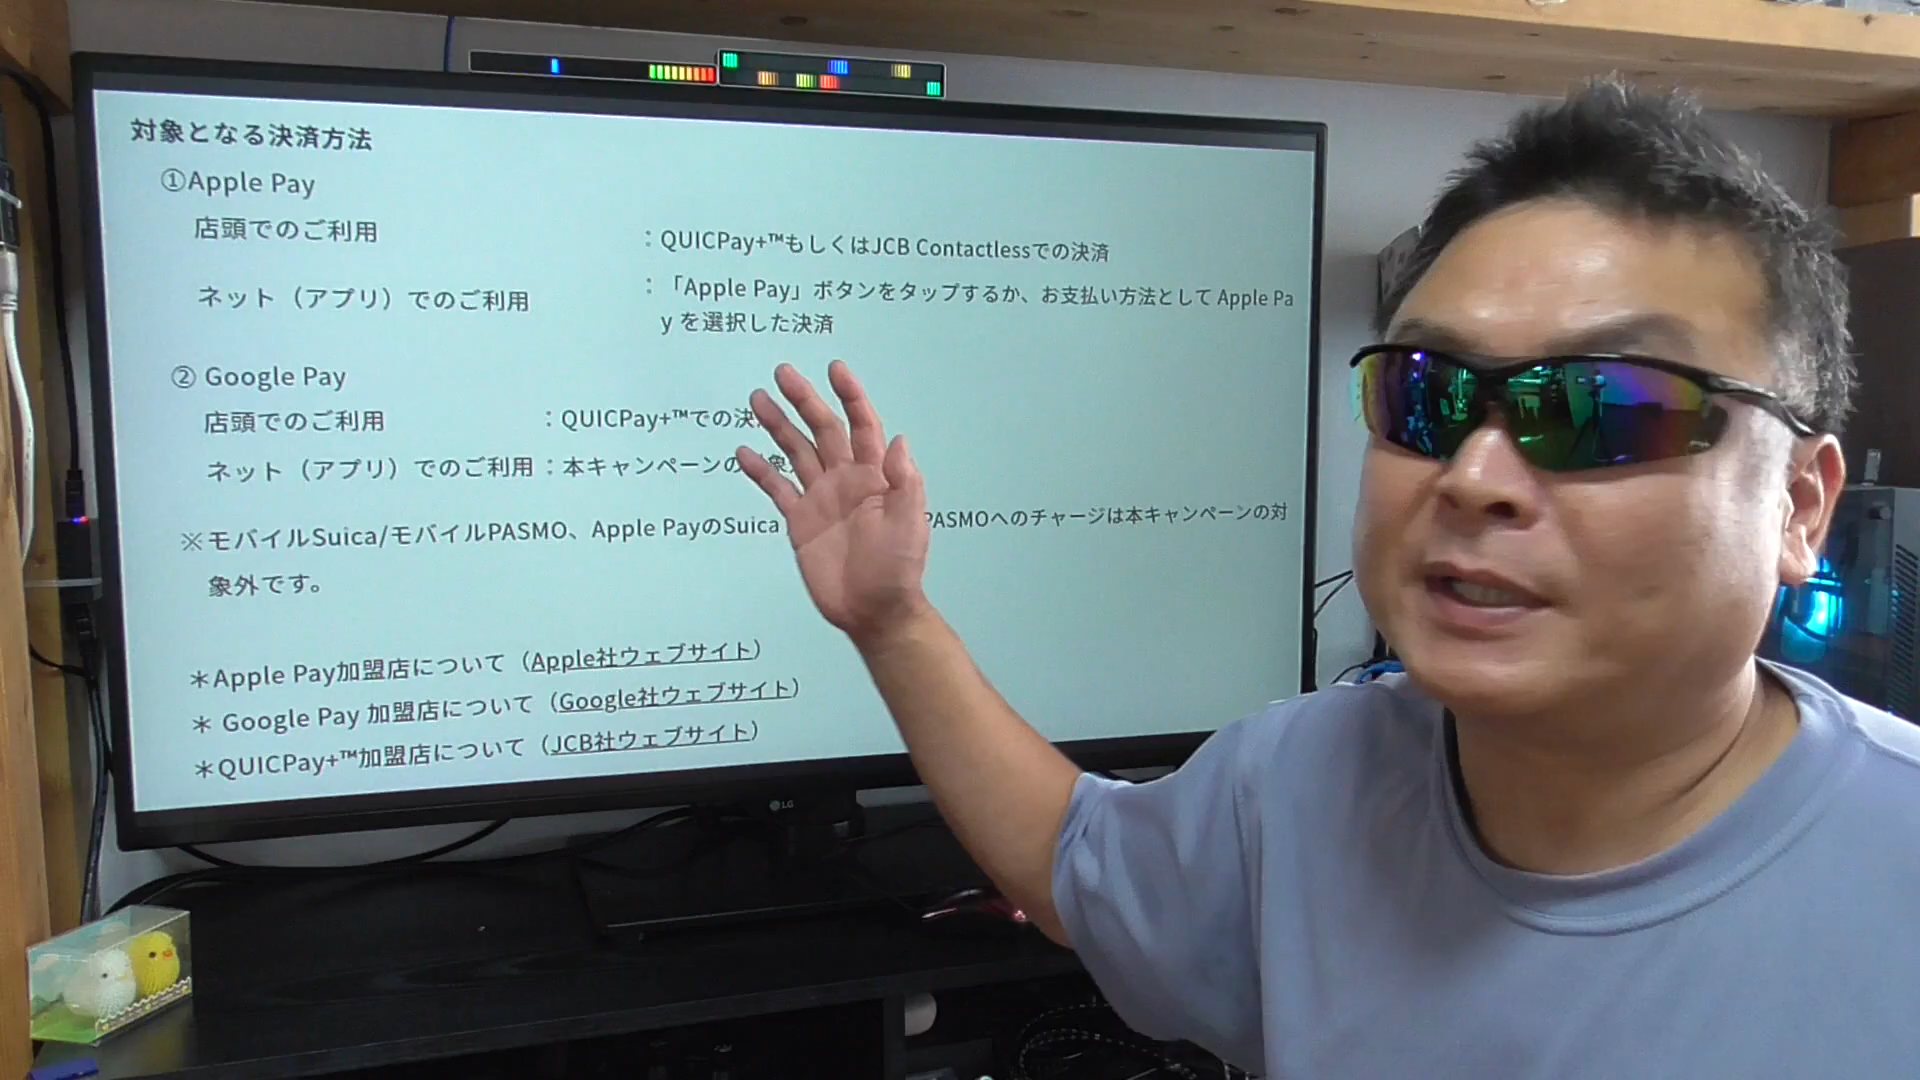 対象となる決済方法
①Apple Pay
店頭でのご利用 ：QUICPay+™もしくはJCB Contactlessでの決済
ネット（アプリ）でのご利用 ：「Apple Pay」ボタンをタップするか、お支払い方法として Apple Pa
y を選択した決済
② Google Pay
店頭でのご利用 ：QUICPay+™での決
ネット（アプリ）でのご利用 ：本キャンペーンの
※モバイルSuica/モバイルPASMO、Apple PayのSuica PASMOへのチャージは本キャンペーンの対
象外です。
＊Apple Pay加盟店について（Apple社ウェブサイト）
＊ Google Pay 加盟店について（Google社ウェブサイト）
＊QUICPay+™加盟店について（JCB社ウェブサイト）
LG